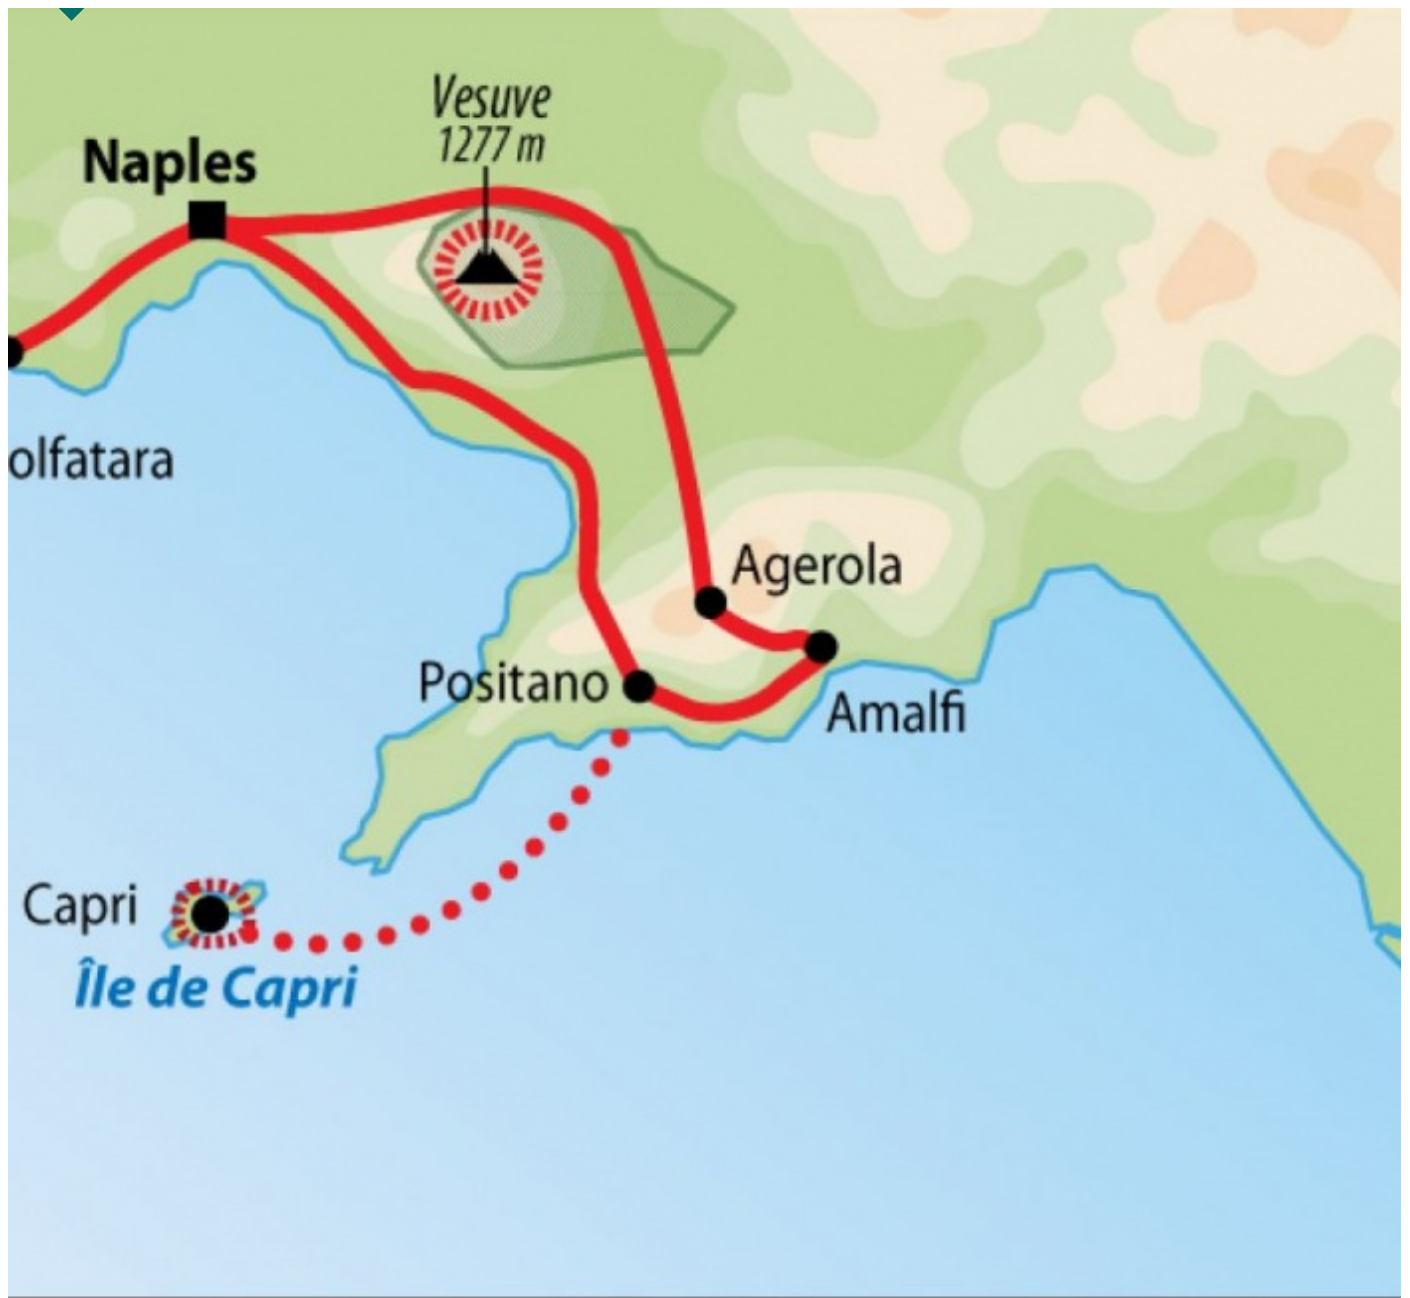 Vesuve
1277 m
Naples
olfatara
Agerola
Positano
Amalfi
Capri
Île de Capri